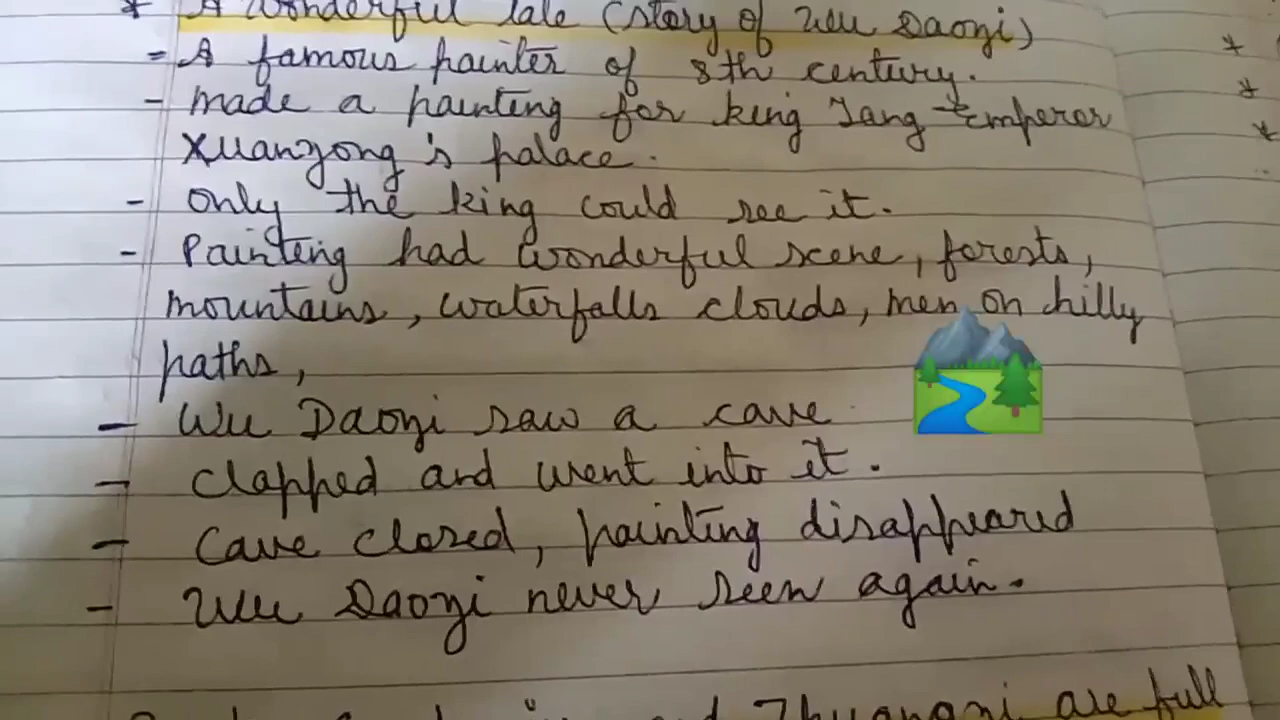 * A wonderful tale (story of Wu Daozi)
= A famous painter of 8th century.
- made a painting for king Tang Emperor
Xuanzong's palace.
- only the king could see it.
- Painting had wonderful scene, forests,
mountains, waterfalls clouds, men on hilly
paths,
- Wu Daozi saw a cave
- clapped and went into it.
- Cave closed, painting disappeared
- Wu Daozi never seen again.
are full